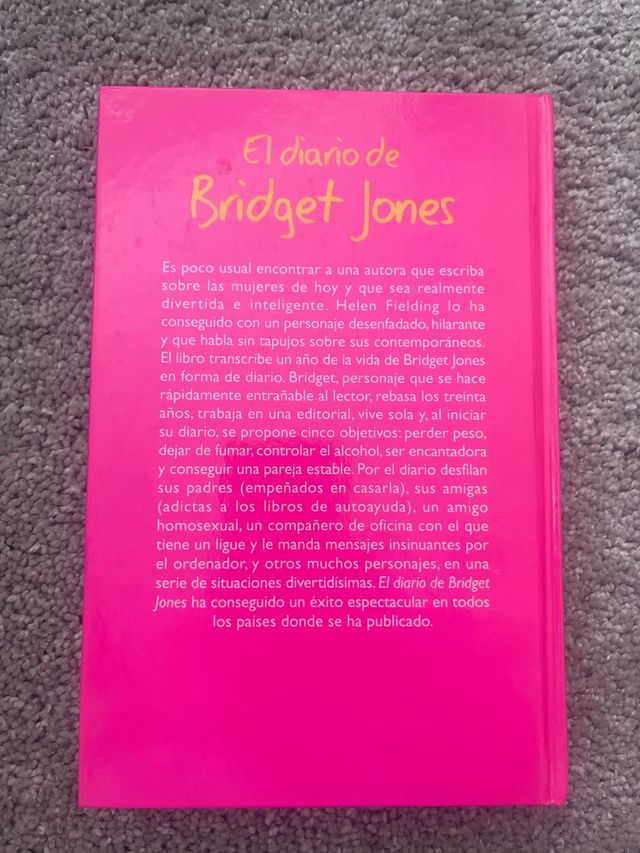 El diario de
Bridget Jones
Es poco usual encontrar a una autora que escriba
sobre las mujeres de hoy y que sea realmente
divertida e inteligente. Helen Fielding lo ha
conseguido con un personaje desenfadado, hilarante
y que habla sin tapujos sobre sus contemporáneos.
El libro transcribe un año de la vida de Bridget Jones
en forma de diario. Bridget, personaje que se hace
rápidamente entrañable al lector, rebasa los treinta
años, trabaja en una editorial, vive sola y, al iniciar
su diario, se propone cinco objetivos: perder peso,
dejar de fumar, controlar el alcohol, ser encantadora
y conseguir una pareja estable. Por el diario desfilan
sus padres (empeñados en casarla), sus amigas
(adictas a los libros de autoayuda), un amigo
homosexual, un compañero de oficina con el que
tiene un ligue y le manda mensajes insinuantes por
el ordenador, y otros muchos personajes, en una
serie de situaciones divertidísimas. El diario de Bridget
Jones ha conseguido un éxito espectacular en todos
los países donde se ha publicado.